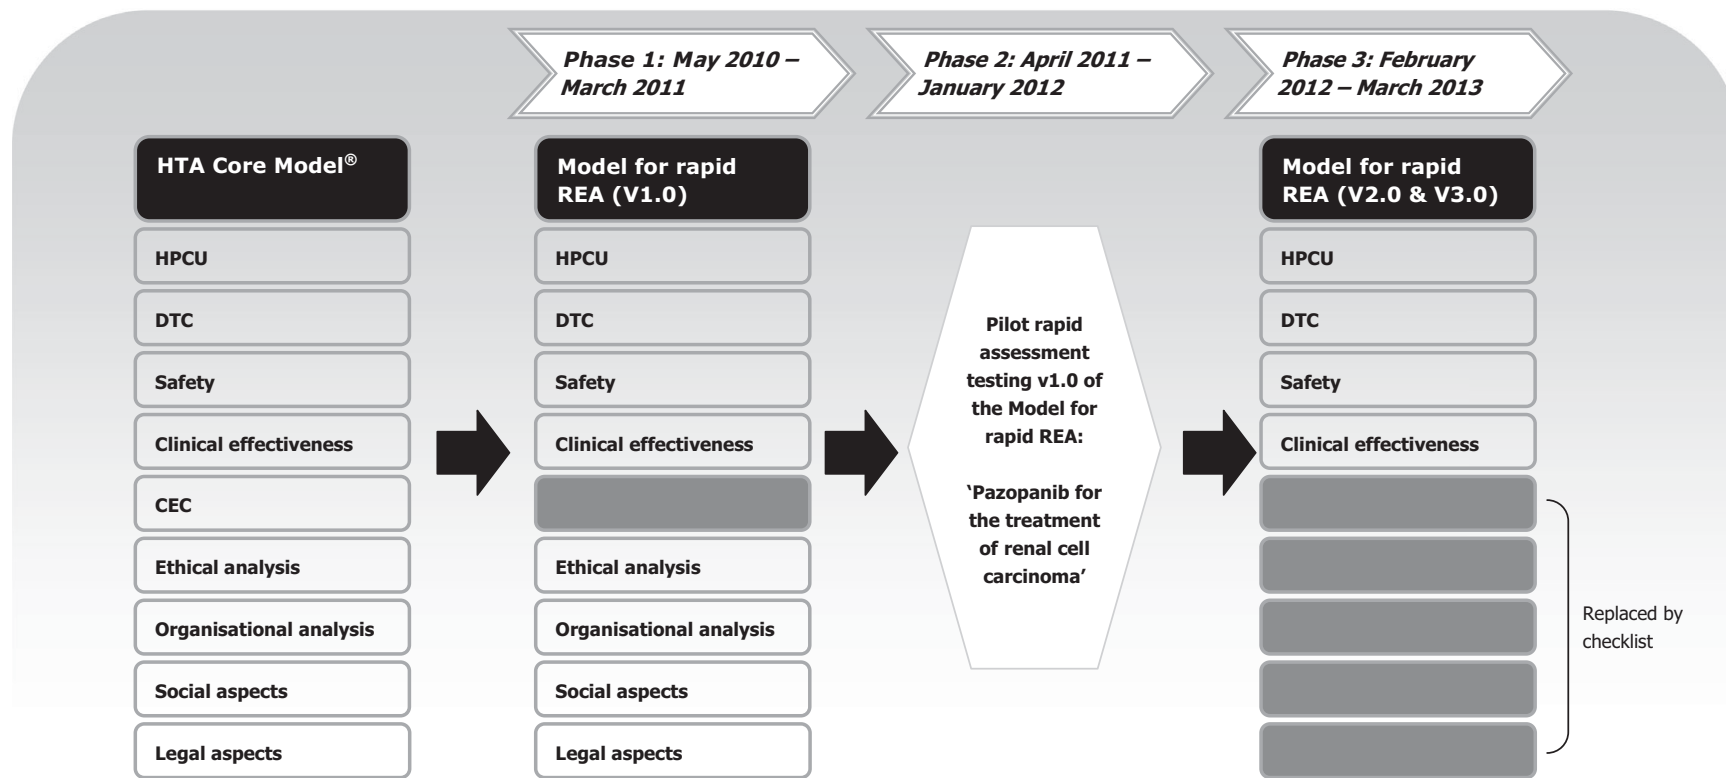 Phase 1: May 2010 –
March 2011
Phase 2: April 2011 –
January 2012
Phase 3: February
2012 – March 2013
HTA Core Model®
HPCU
DTC
Safety
Clinical effectiveness
CEC
Ethical analysis
Organisational analysis
Social aspects
Legal aspects
Model for rapid
REA (V1.0)
HPCU
DTC
Safety
Clinical effectiveness
Ethical analysis
Organisational analysis
Social aspects
Legal aspects
Pilot rapid
assessment
testing v1.0 of
the Model for
rapid REA:
‘Pazopanib for
the treatment
of renal cell
carcinoma’
Model for rapid
REA (V2.0 & V3.0)
HPCU
DTC
Safety
Clinical effectiveness
Replaced by
checklist